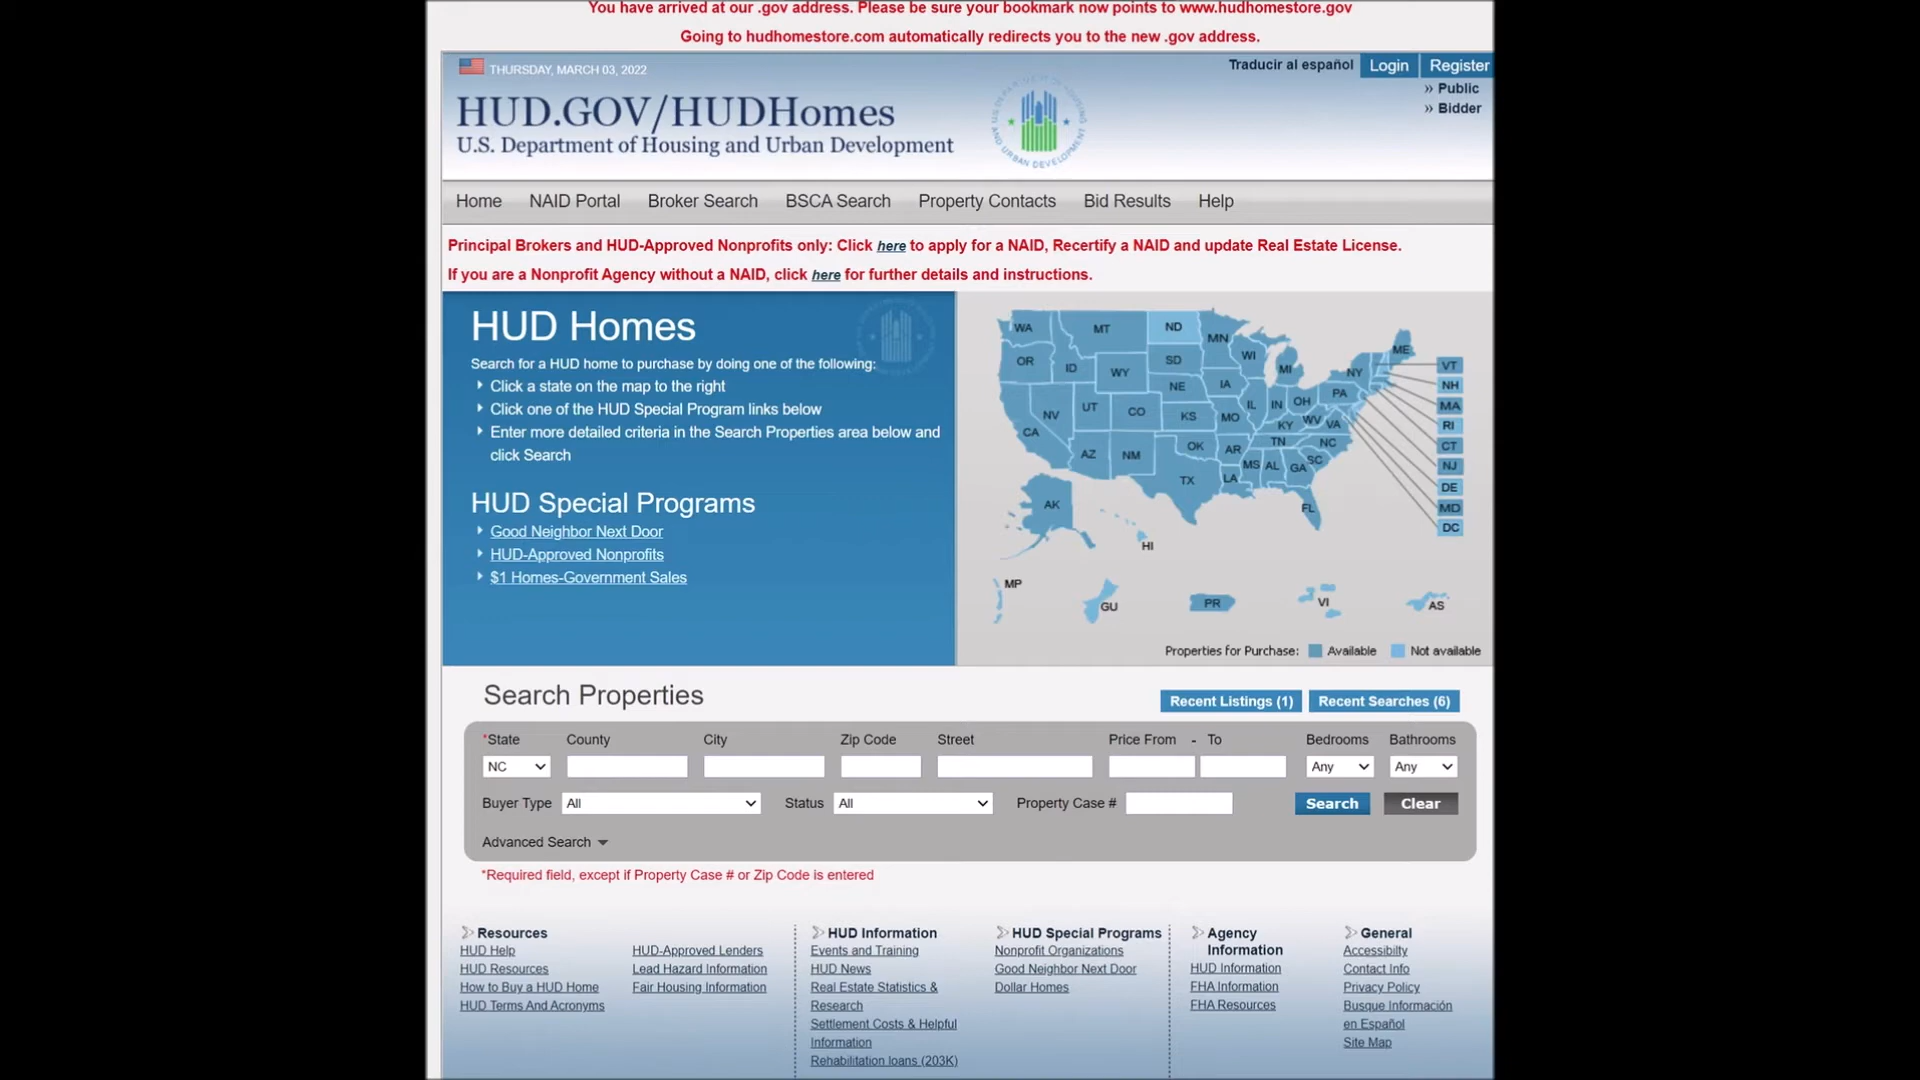 You have arrived at our .gov address. Please be sure your bookmark now points to www.hudhomestore.gov
Going to hudhomestore.com automatically redirects you to the new .gov address.
THURSDAY, MARCH 03, 2022
Traducir al español
Login
Register
» Public
» Bidder
HUD.GOV/HUDHomes
U.S. Department of Housing and Urban Development
U.S. DEPARTMENT OF HOUSING AND URBAN DEVELOPMENT
Home
NAID Portal
Broker Search
BSCA Search
Property Contacts
Bid Results
Help
Principal Brokers and HUD-Approved Nonprofits only: Click here to apply for a NAID, Recertify a NAID and update Real Estate License.
If you are a Nonprofit Agency without a NAID, click here for further details and instructions.
HUD Homes
Search for a HUD home to purchase by doing one of the following:
Click a state on the map to the right
Click one of the HUD Special Program links below
Enter more detailed criteria in the Search Properties area below and
click Search
HUD Special Programs
Good Neighbor Next Door
HUD-Approved Nonprofits
$1 Homes-Government Sales
WA
MT
ND
MN
ME
OR
ID
WY
SD
WI
MI
NY
VT
NH
NV
UT
CO
NE
IA
IL
IN
OH
PA
MA
RI
CA
KS
MO
KY
WV
VA
CT
AZ
NM
OK
AR
TN
NC
NJ
TX
LA
MS
AL
GA
SC
DE
AK
FL
MD
DC
HI
MP
GU
PR
VI
AS
Properties for Purchase:
Available
Not available
Search Properties
Recent Listings (1)
Recent Searches (6)
*State
County
City
Zip Code
Street
Price From - To
Bedrooms
Bathrooms
NC
Any
Any
Buyer Type
All
Status
All
Property Case #
Search
Clear
Advanced Search
*Required field, except if Property Case # or Zip Code is entered
Resources
HUD Help
HUD Resources
How to Buy a HUD Home
HUD Terms And Acronyms
HUD-Approved Lenders
Lead Hazard Information
Fair Housing Information
HUD Information
Events and Training
HUD News
Real Estate Statistics &
Research
Settlement Costs & Helpful
Information
Rehabilitation loans (203K)
HUD Special Programs
Nonprofit Organizations
Good Neighbor Next Door
Dollar Homes
Agency
Information
HUD Information
FHA Information
FHA Resources
General
Accessibilty
Contact Info
Privacy Policy
Busque Información
en Español
Site Map